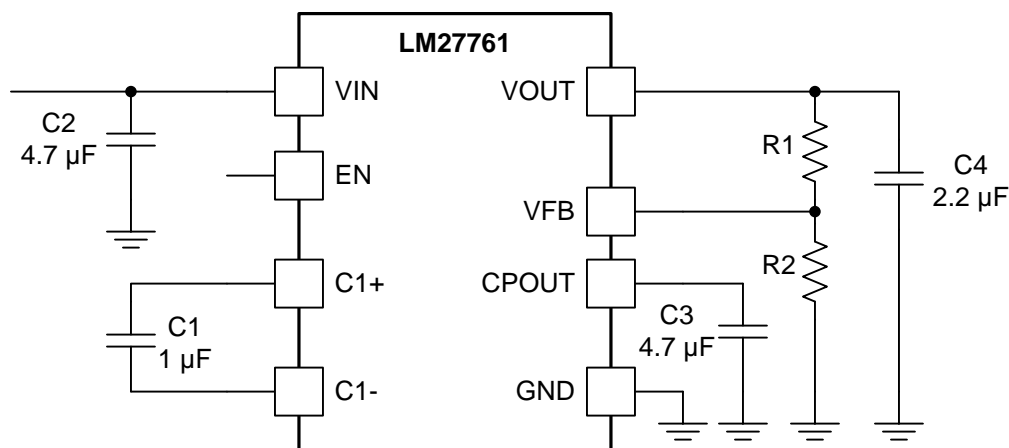 LM27761
VIN
VOUT
C2
4.7 µF
R1
EN
C4
2.2 µF
VFB
R2
C1+
CPOUT
C1
1 µF
C3
4.7 µF
C1-
GND